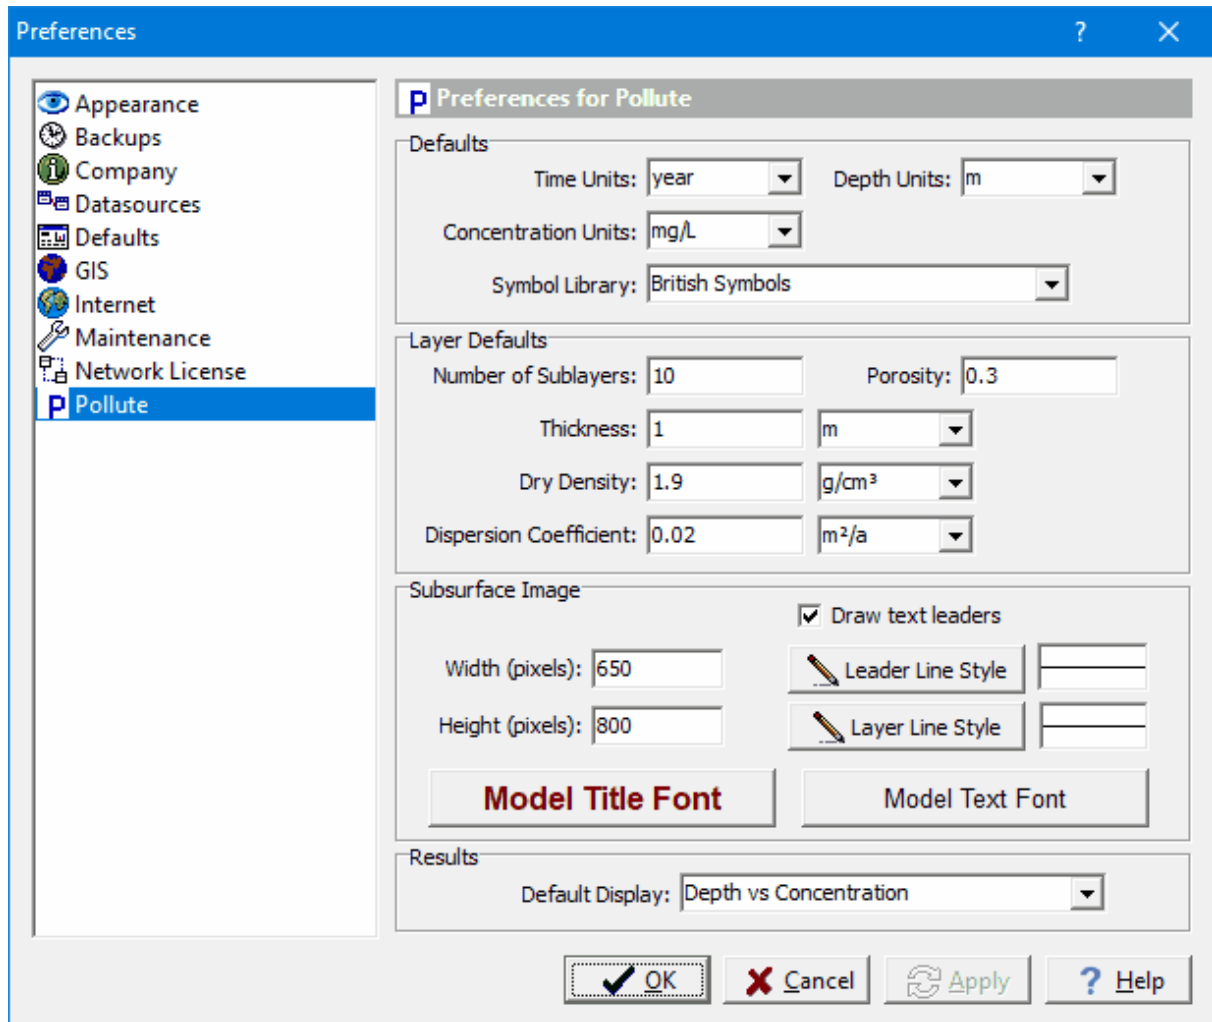 Preferences
?
Appearance
Backups
Company
Datasources
Defaults
GIS
Internet
Maintenance
Network License
P Pollute
P Preferences for Pollute
Defaults
Time Units: year Depth Units: m
Concentration Units: mg/L
Symbol Library: British Symbols
Layer Defaults
Number of Sublayers: 10 Porosity: 0.3
Thickness: 1 m
Dry Density: 1.9 g/cm³
Dispersion Coefficient: 0.02 m²/a
Subsurface Image
Draw text leaders
Width (pixels): 650 Leader Line Style
Height (pixels): 800 Layer Line Style
Model Title Font Model Text Font
Results
Default Display: Depth vs Concentration
OK Cancel Apply ? Help